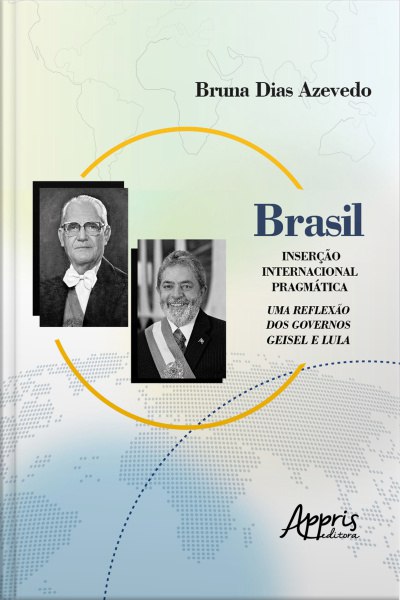 Bruna Dias Azevedo
Brasil
INSERÇÃO
INTERNACIONAL
PRAGMÁTICA
UMA REFLEXÃO
DOS GOVERNOS
GEISEL E LULA
Appris
editora